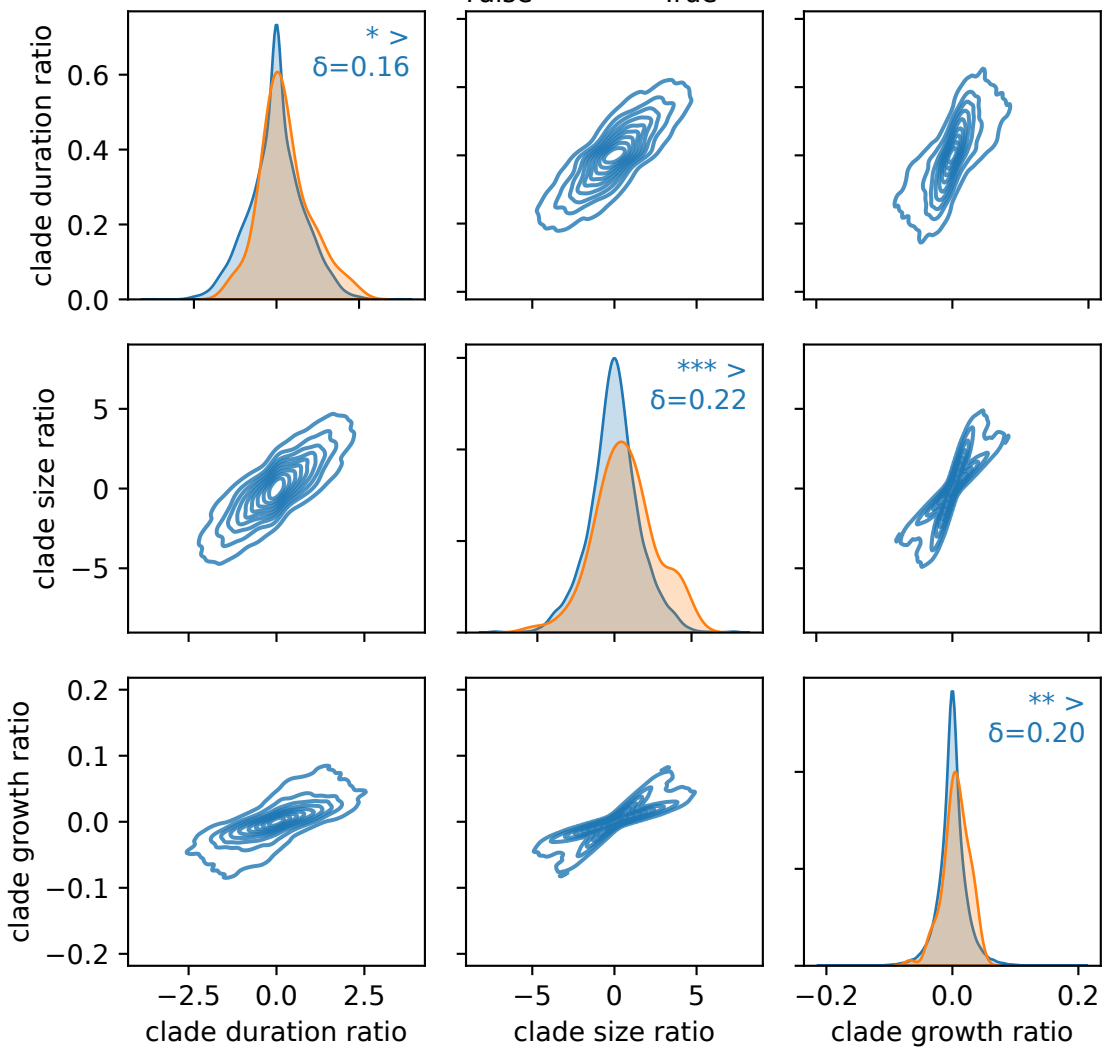 False True
clade duration ratio
0.6
0.4
0.2
0.0
* >
δ=0.16
clade size ratio
5
0
−5
*** >
δ=0.22
clade growth ratio
0.2
0.1
0.0
−0.1
−0.2
** >
δ=0.20
−2.5 0.0 2.5
−5 0 5
−0.2 0.0 0.2
clade duration ratio
clade size ratio
clade growth ratio